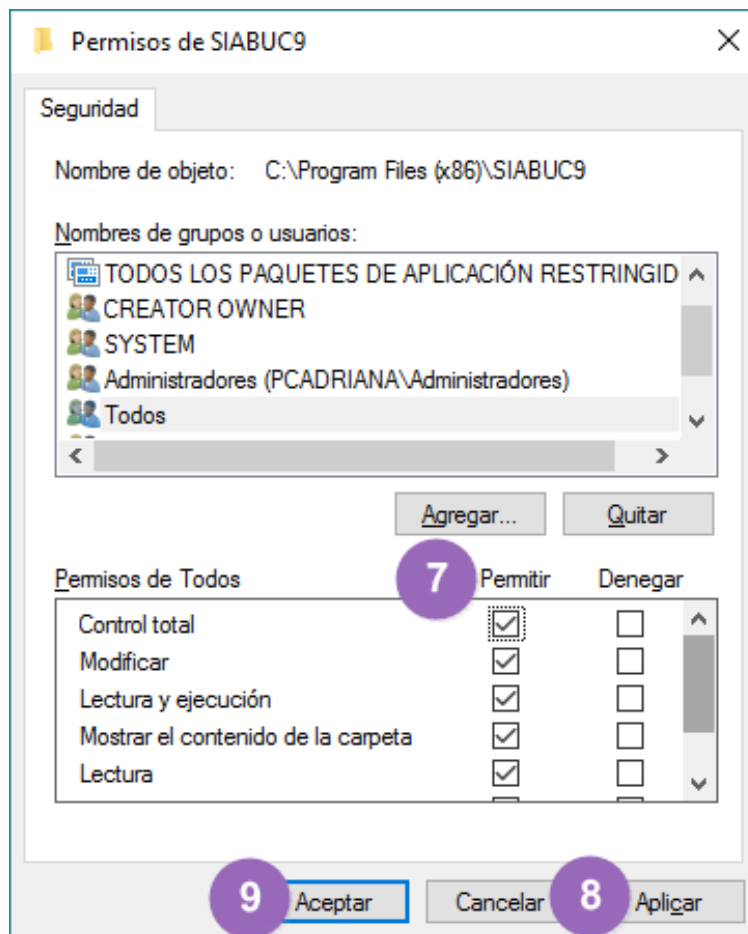 Permisos de SIABUC9
Seguridad
Nombre de objeto: C:\Program Files (x86)\SIABUC9
Nombres de grupos o usuarios:
TODOS LOS PAQUETES DE APLICACIÓN RESTRINGID
CREATOR OWNER
SYSTEM
Administradores (PCADRIANA\Administradores)
Todos
Agregar... Quitar
Permisos de Todos 7 Permitir Denegar
Control total
Modificar
Lectura y ejecución
Mostrar el contenido de la carpeta
Lectura
9 Aceptar Cancelar 8 Aplicar